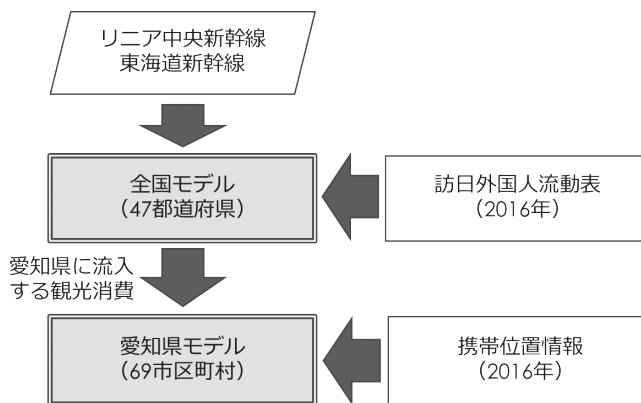 リニア中央新幹線
東海道新幹線
全国モデル
（47都道府県）
訪日外国人流動表
（2016年）
愛知県に流入
する観光消費
愛知県モデル
（69市区町村）
携帯位置情報
（2016年）